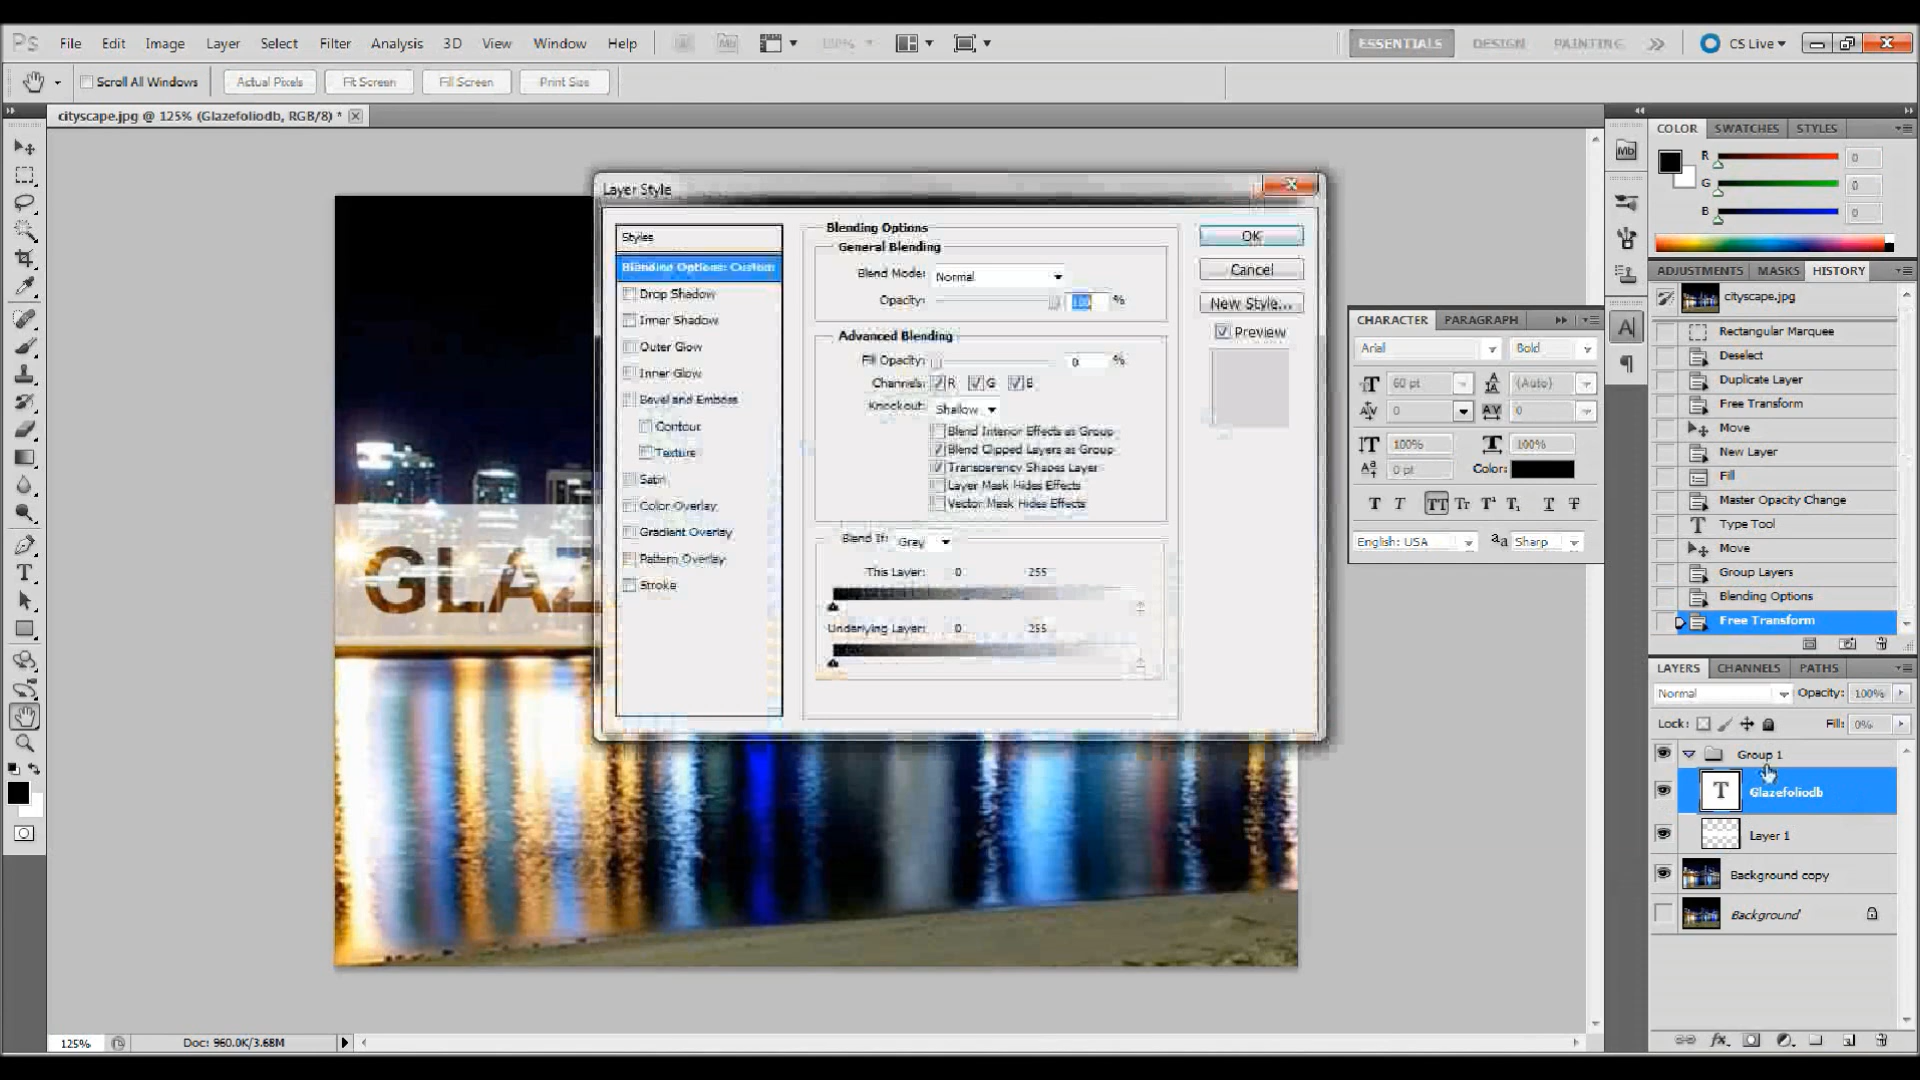 Ps File Edit Image Layer Select Filter Analysis 3D View Window Help ESSENTIALS DESIGN PAINTING CS Live
Scroll All Windows Actual Pixels Fit Screen Fill Screen Print Size
cityscape.jpg @ 125% (Glazefoliodb, RGB/8) *
Layer Style
Styles
Blending Options: Custom
Drop Shadow
Inner Shadow
Outer Glow
Inner Glow
Bevel and Emboss
Contour
Texture
Satin
Color Overlay
Gradient Overlay
Pattern Overlay
Stroke
Blending Options
General Blending
Blend Mode: Normal
Opacity: 100 %
Advanced Blending
Fill Opacity: 0 %
Channels: R G B
Knockout: Shallow
Blend Interior Effects as Group
Blend Clipped Layers as Group
Transparency Shapes Layer
Layer Mask Hides Effects
Vector Mask Hides Effects
Blend If: Gray
This Layer: 0 255
Underlying Layer: 0 255
OK
Cancel
New Style...
Preview
GLAZ
CHARACTER PARAGRAPH
Arial Bold
60 pt (Auto)
0 0
100% 100%
0 pt Color:
English: USA Sharp
COLOR SWATCHES STYLES
R 0
G 0
B 0
ADJUSTMENTS MASKS HISTORY
cityscape.jpg
Rectangular Marquee
Deselect
Duplicate Layer
Free Transform
Move
New Layer
Fill
Master Opacity Change
Type Tool
Move
Group Layers
Blending Options
Free Transform
LAYERS CHANNELS PATHS
Normal Opacity: 100%
Lock: Fill: 0%
Group 1
Glazefoliodb
Layer 1
Background copy
Background
125% Doc: 960.0K/3.68M